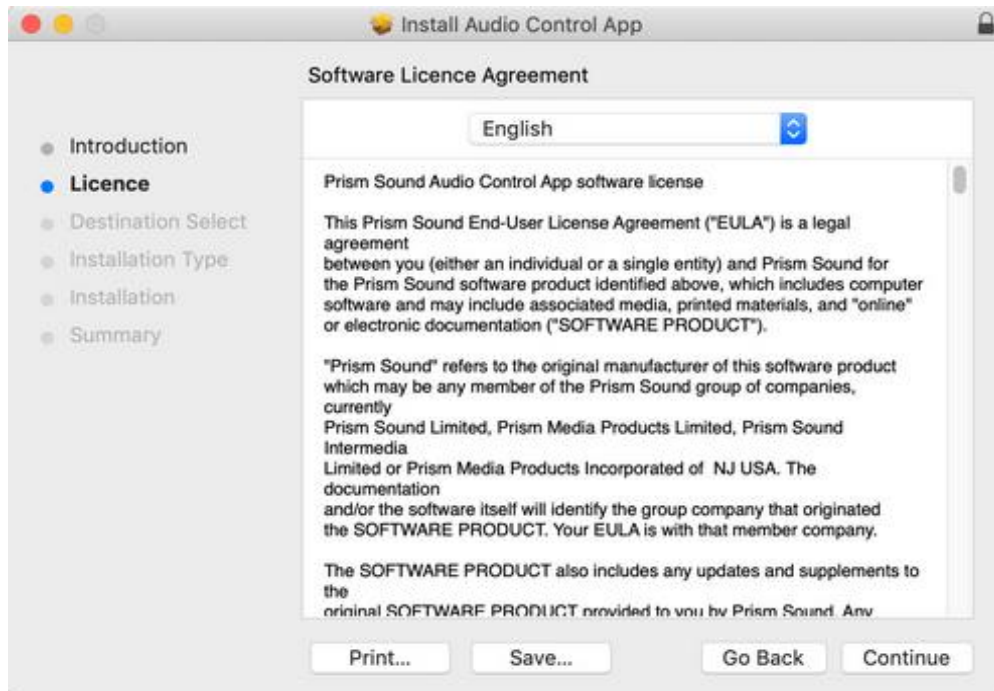 Install Audio Control App
Software Licence Agreement
Introduction
Licence
Destination Select
Installation Type
Installation
Summary
English
Prism Sound Audio Control App software license
This Prism Sound End-User License Agreement ("EULA") is a legal
agreement
between you (either an individual or a single entity) and Prism Sound for
the Prism Sound software product identified above, which includes computer
software and may include associated media, printed materials, and "online"
or electronic documentation ("SOFTWARE PRODUCT").
"Prism Sound" refers to the original manufacturer of this software product
which may be any member of the Prism Sound group of companies,
currently
Prism Sound Limited, Prism Media Products Limited, Prism Sound
Intermedia
Limited or Prism Media Products Incorporated of NJ USA. The
documentation
and/or the software itself will identify the group company that originated
the SOFTWARE PRODUCT. Your EULA is with that member company.
The SOFTWARE PRODUCT also includes any updates and supplements to
the
original SOFTWARE PRODUCT provided to you by Prism Sound. Any
Print...
Save...
Go Back
Continue